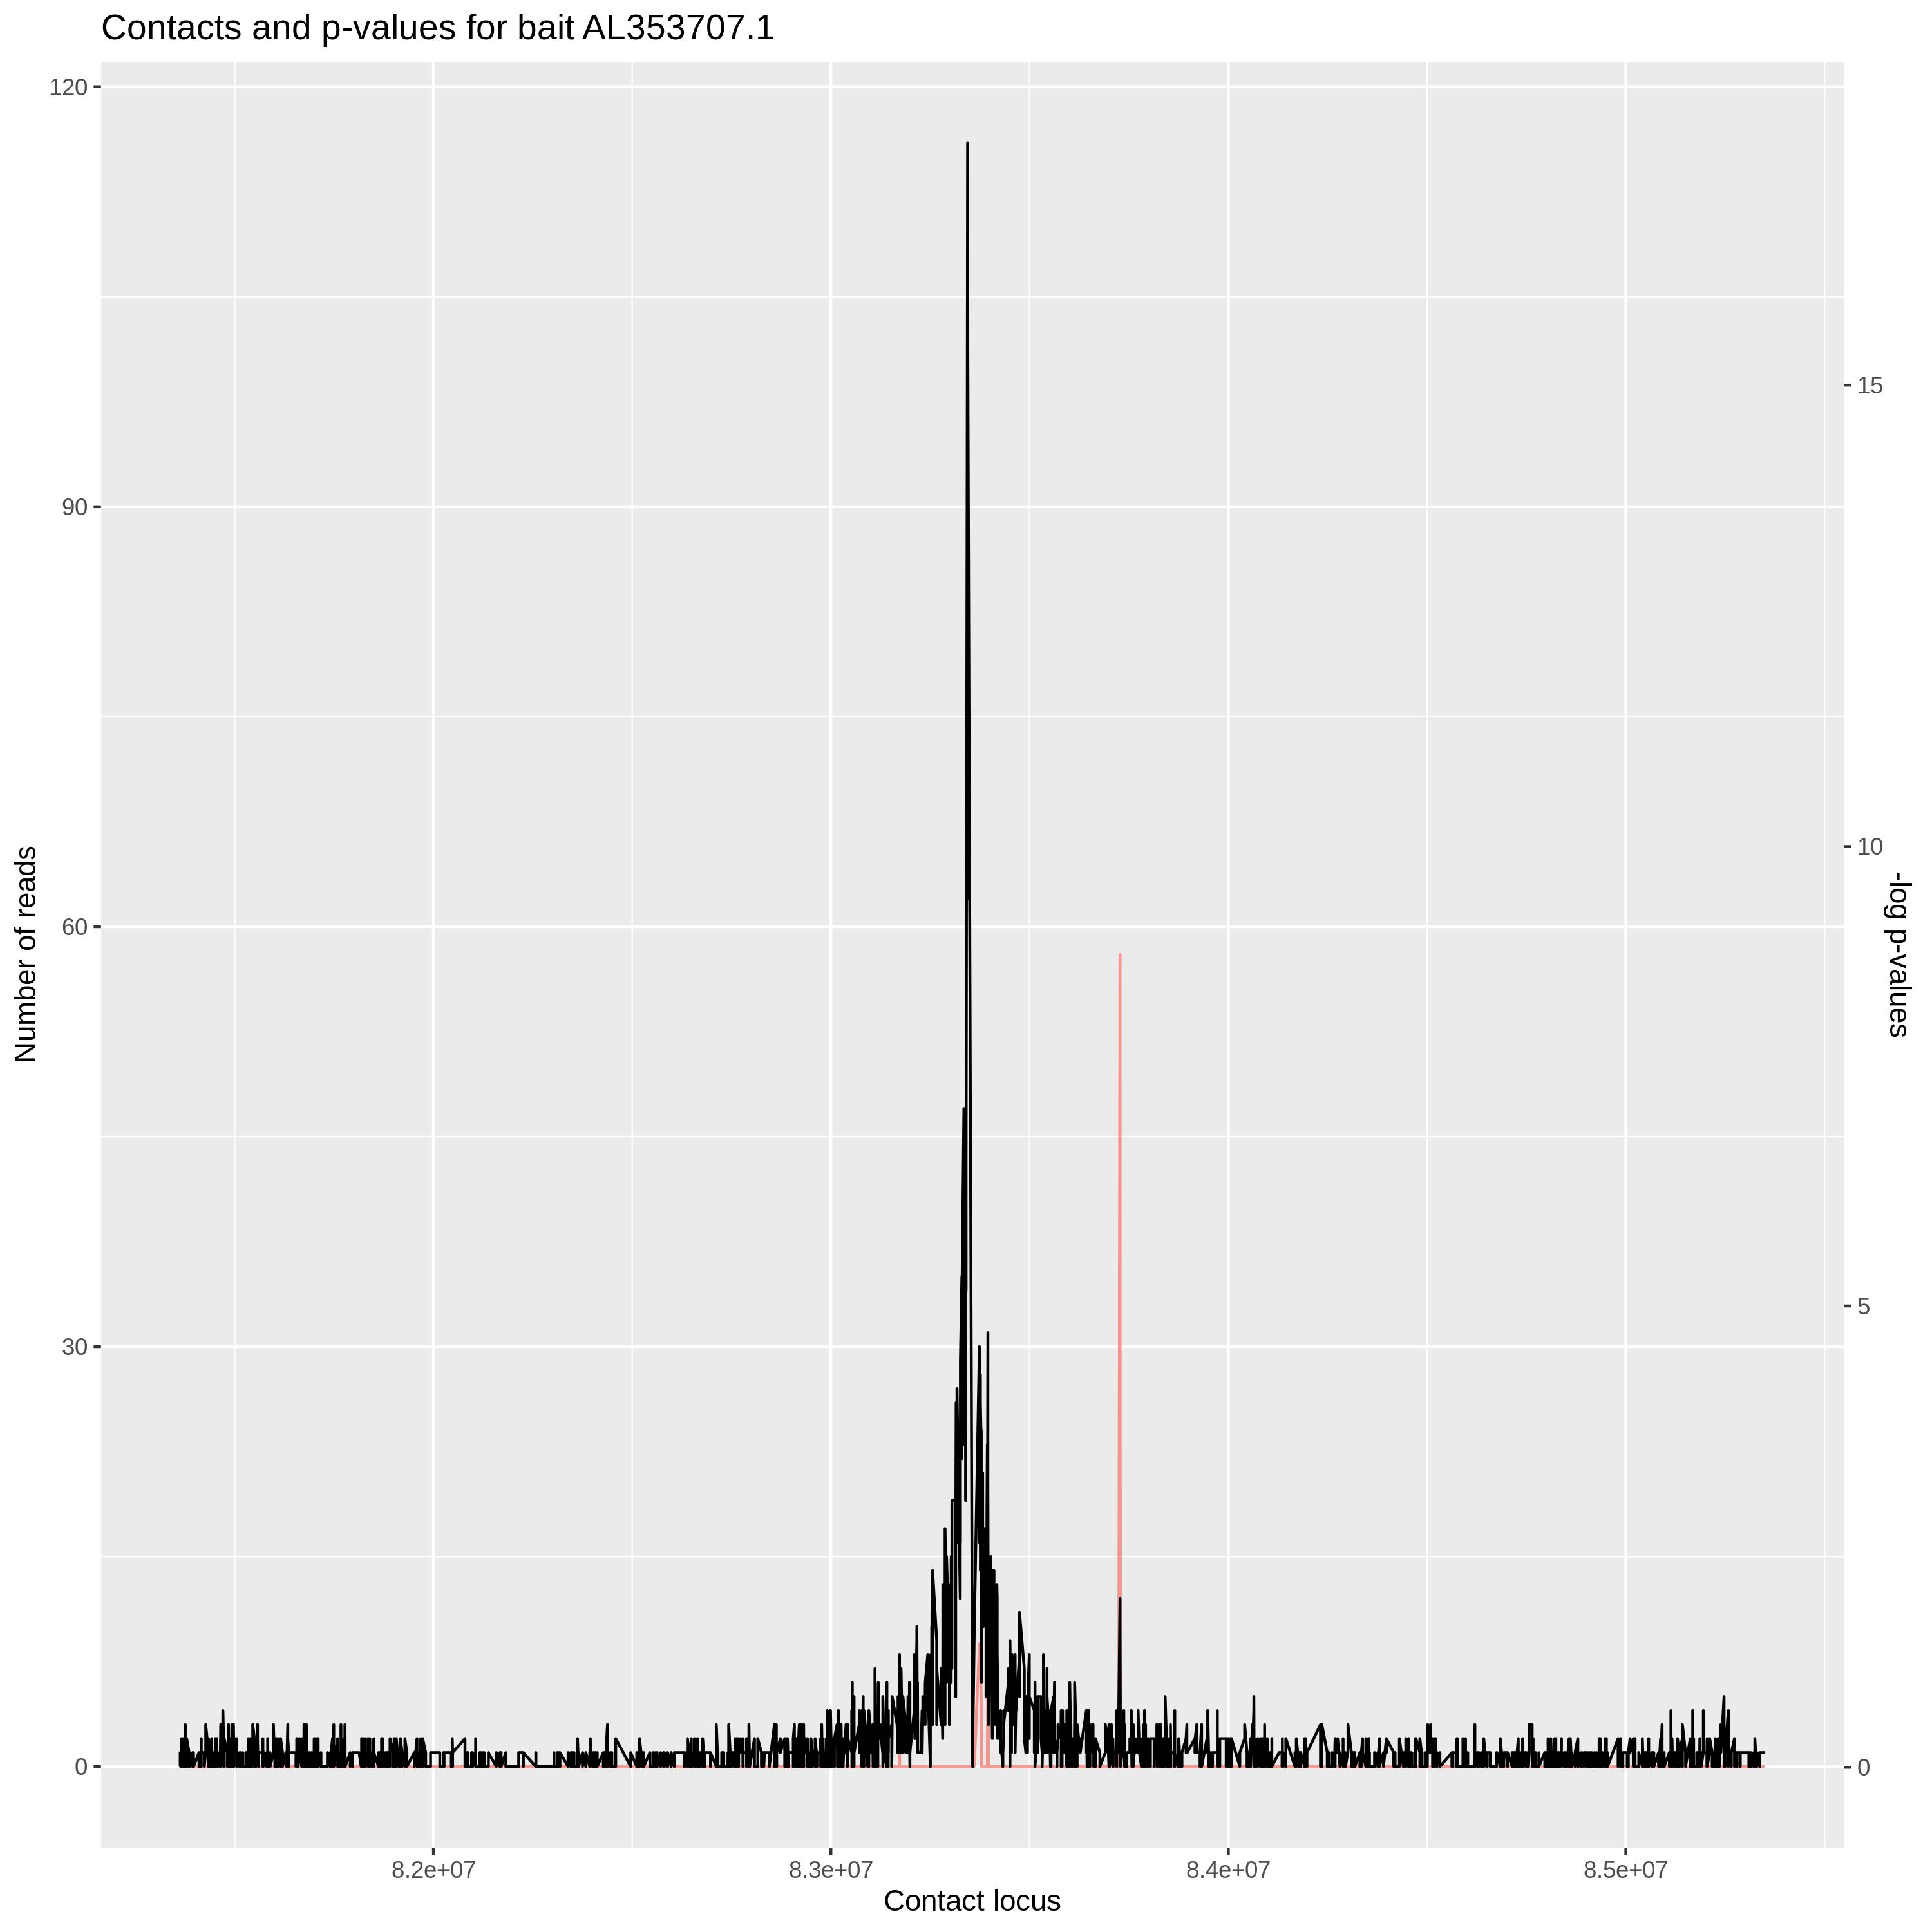 Contacts and p-values for bait AL353707.1
120
90
60
30
0
Number of reads
15
10
5
0
-log p-values
8.2e+07
8.3e+07
8.4e+07
8.5e+07
Contact locus